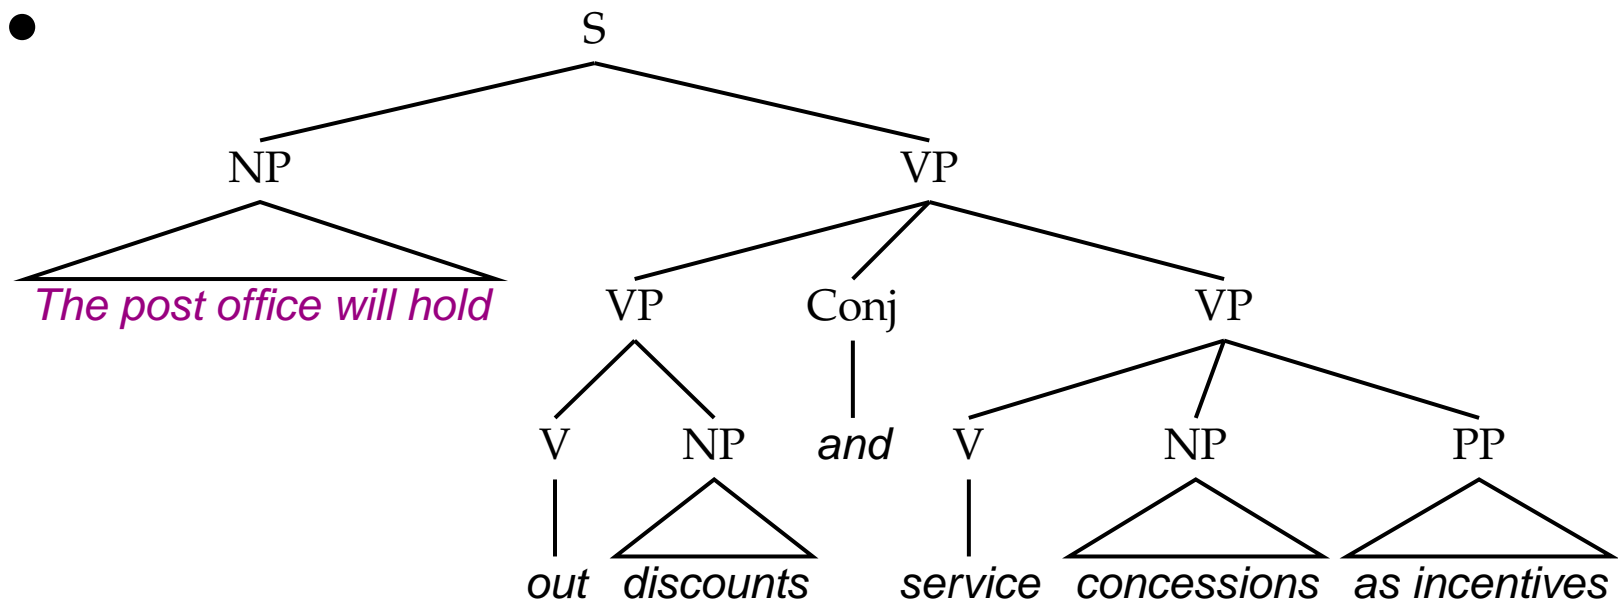 S
NP VP
The post office will hold VP Conj VP
V NP and V NP PP
out discounts service concessions as incentives